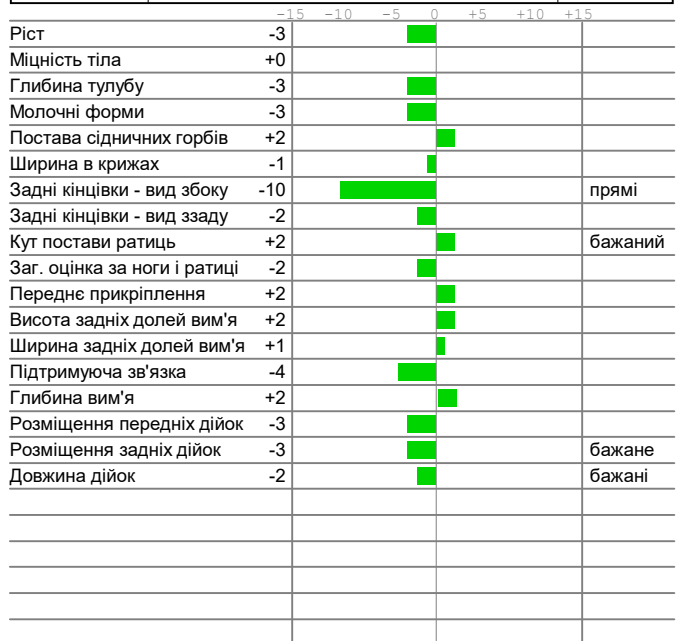 -15 -10 -5 0 +5 +10 +15
Ріст -3
Міцність тіла +0
Глибина тулубу -3
Молочні форми -3
Постава сідничних горбів +2
Ширина в крижах -1
Задні кінцівки - вид збоку -10 прямі
Задні кінцівки - вид ззаду -2
Кут постави ратиць +2 бажаний
Заг. оцінка за ноги і ратиці -2
Переднє прикріплення +2
Висота задніх долей вим'я +2
Ширина задніх долей вим'я +1
Підтримуюча зв'язка -4
Глибина вим'я +2
Розміщення передніх дійок -3
Розміщення задніх дійок -3 бажане
Довжина дійок -2 бажані